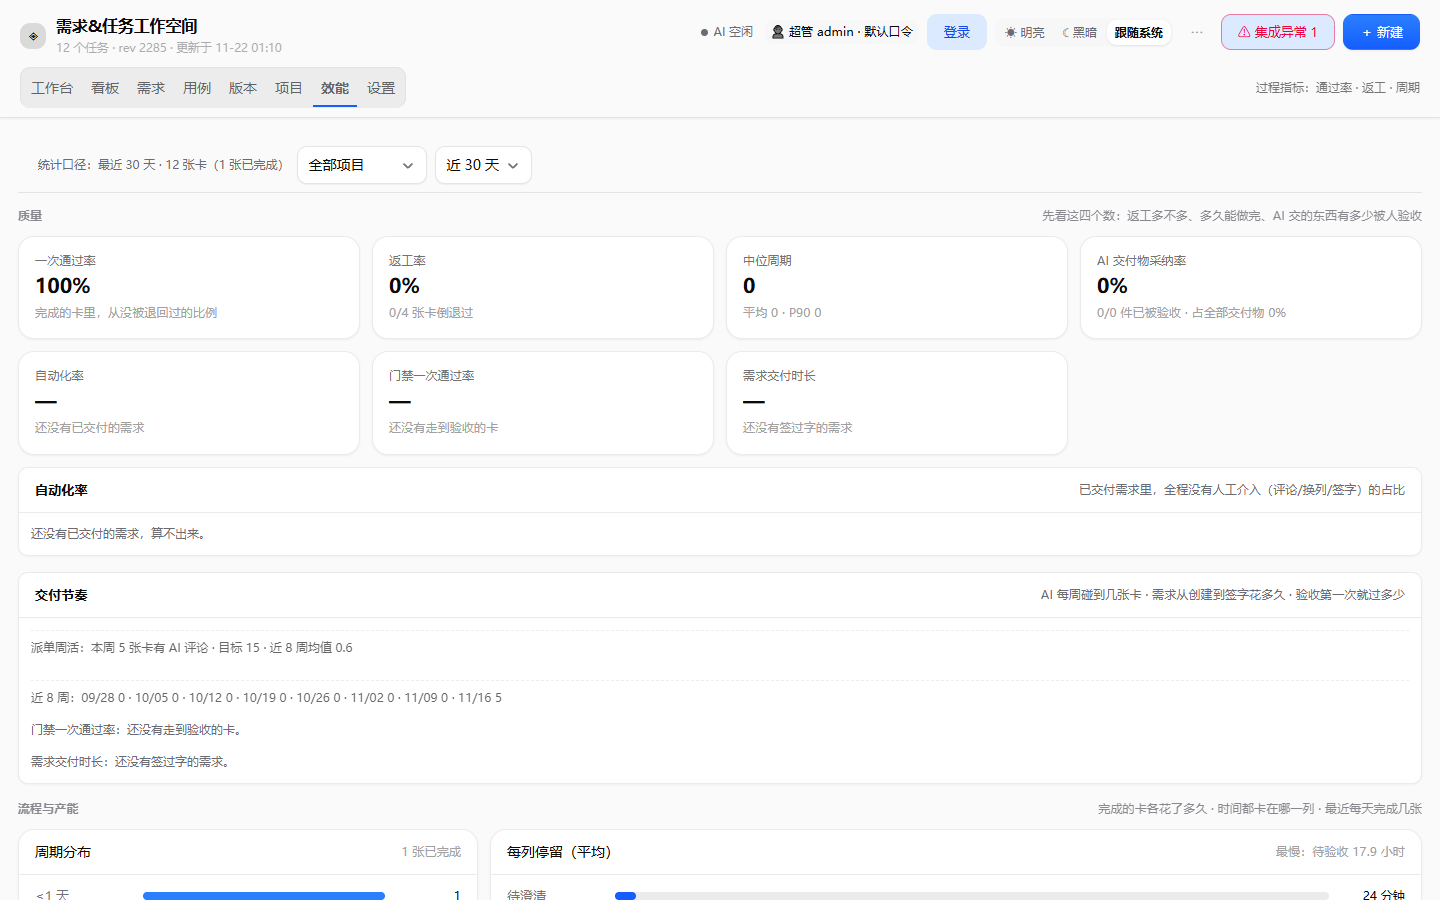 需求&任务工作空间
12 个任务 · rev 2285 · 更新于 11-22 01:10
AI 空闲
超管 admin · 默认口令
登录
明亮
黑暗
跟随系统
···
集成异常 1
+ 新建
工作台 看板 需求 用例 版本 项目 效能 设置
过程指标：通过率 · 返工 · 周期
统计口径：最近 30 天 · 12 张卡（1 张已完成）
全部项目
近 30 天
质量
先看这四个数：返工多不多、多久能做完、AI 交的东西有多少被人验收
一次通过率
100%
完成的卡里，从没被退回过的比例
返工率
0%
0/4 张卡倒退过
中位周期
0
平均 0 · P90 0
AI 交付物采纳率
0%
0/0 件已被验收 · 占全部交付物 0%
自动化率
—
还没有已交付的需求
门禁一次通过率
—
还没有走到验收的卡
需求交付时长
—
还没有签过字的需求
自动化率
已交付需求里，全程没有人工介入（评论/换列/签字）的占比
还没有已交付的需求，算不出来。
交付节奏
AI 每周碰到几张卡 · 需求从创建到签字花多久 · 验收第一次就过多少
派单周活：本周 5 张卡有 AI 评论 · 目标 15 · 近 8 周均值 0.6
近 8 周：09/28 0 · 10/05 0 · 10/12 0 · 10/19 0 · 10/26 0 · 11/02 0 · 11/09 0 · 11/16 5
门禁一次通过率：还没有走到验收的卡。
需求交付时长：还没有签过字的需求。
流程与产能
完成的卡各花了多久 · 时间都卡在哪一列 · 最近每天完成几张
周期分布
1 张已完成
<1 天
1
每列停留（平均）
最慢：待验收 17.9 小时
待澄清
24 分钟